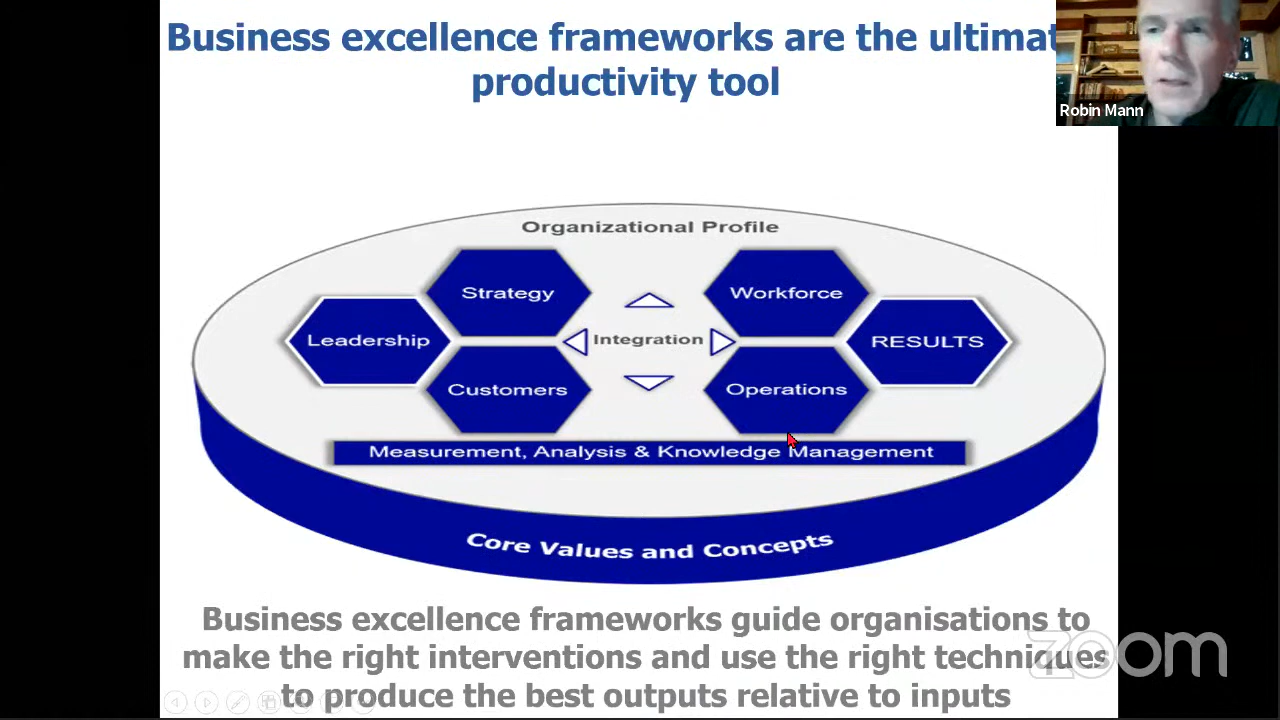 Business excellence frameworks are the ultimat
productivity tool
Robin Mann
Organizational Profile
Strategy
Workforce
Leadership
Integration
RESULTS
Customers
Operations
Measurement, Analysis & Knowledge Management
Core Values and Concepts
Business excellence frameworks guide organisations to
make the right interventions and use the right techniques
to produce the best outputs relative to inputs
zoom